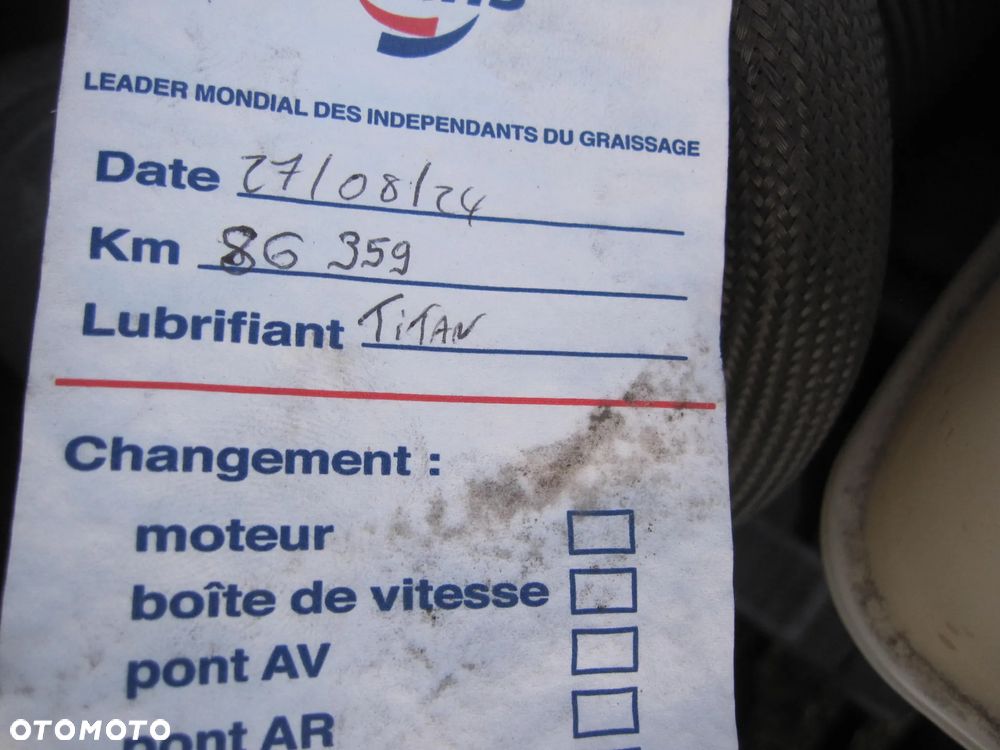 LEADER MONDIAL DES INDEPENDANTS DU GRAISSAGE
Date 27/08/24
Km 86 359
Lubrifiant TiTAN
Changement :
moteur
boîte de vitesse
pont AV
pont AR
OTOMOTO